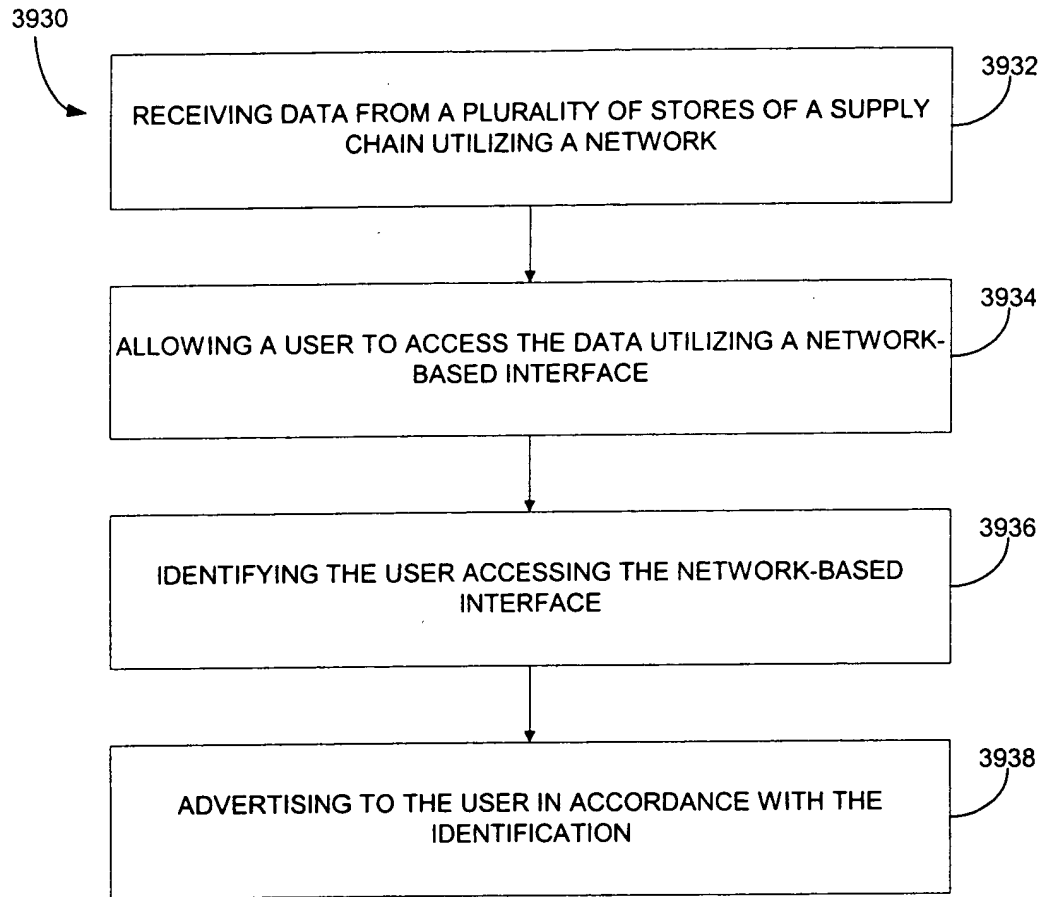 3930
3932
RECEIVING DATA FROM A PLURALITY OF STORES OF A SUPPLY
CHAIN UTILIZING A NETWORK
3934
ALLOWING A USER TO ACCESS THE DATA UTILIZING A NETWORK-
BASED INTERFACE
3936
IDENTIFYING THE USER ACCESSING THE NETWORK-BASED
INTERFACE
3938
ADVERTISING TO THE USER IN ACCORDANCE WITH THE
IDENTIFICATION